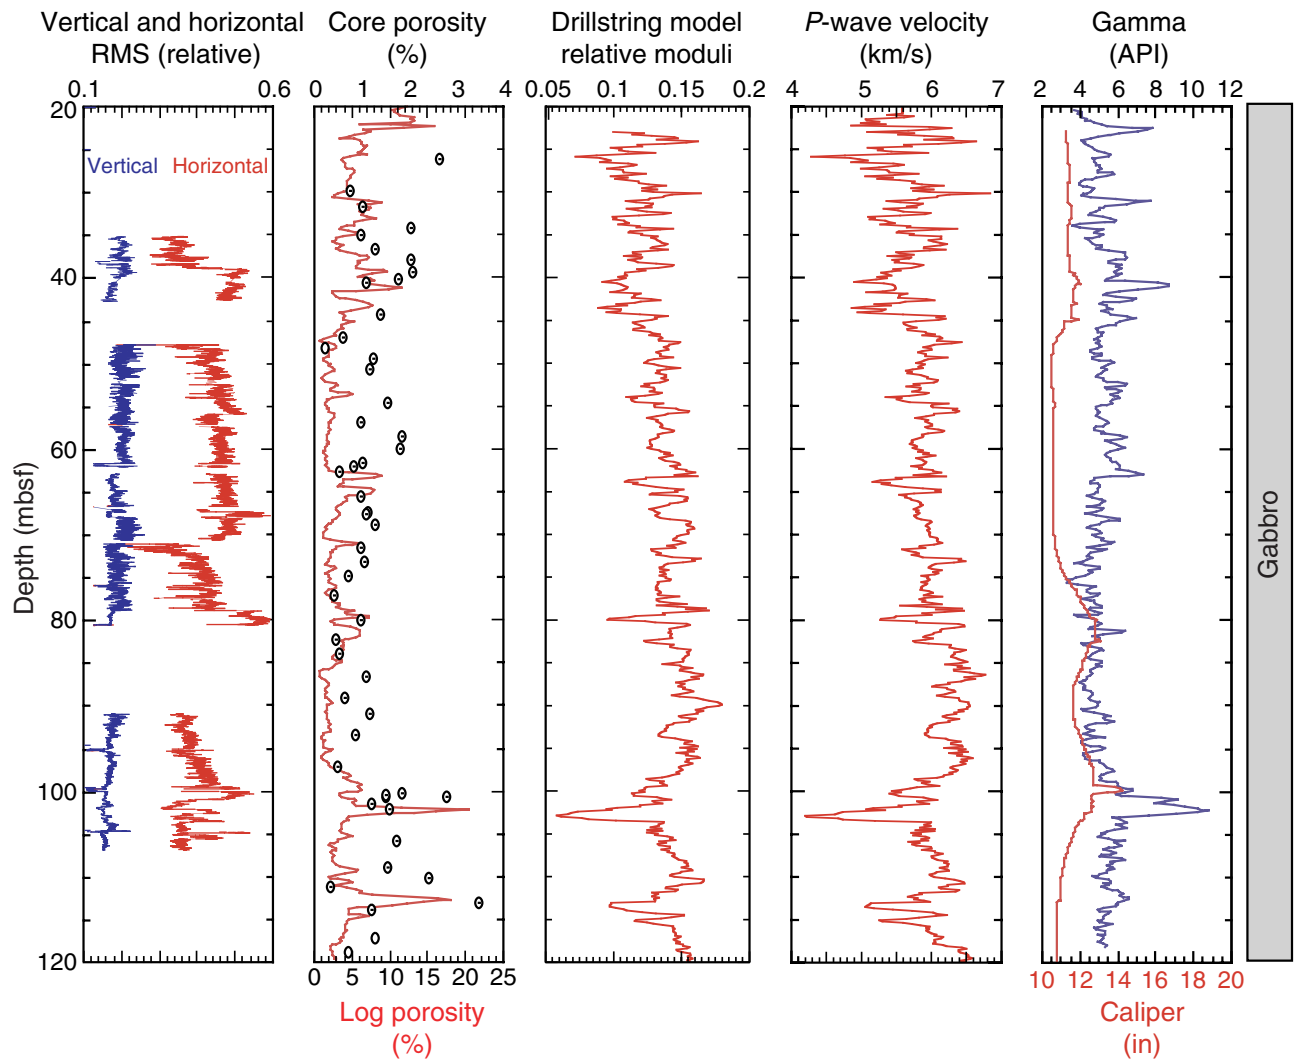 Vertical and horizontal
RMS (relative)
Core porosity
(%)
Drillstring model
relative moduli
P-wave velocity
(km/s)
Gamma
(API)
0.1 0.6
0 1 2 3 4
0.05 0.1 0.15 0.2
4 5 6 7
2 4 6 8 10 12
20
Vertical Horizontal
40
60
80
100
120
Depth (mbsf)
Gabbro
0 5 10 15 20 25
Log porosity
(%)
10 12 14 16 18 20
Caliper
(in)